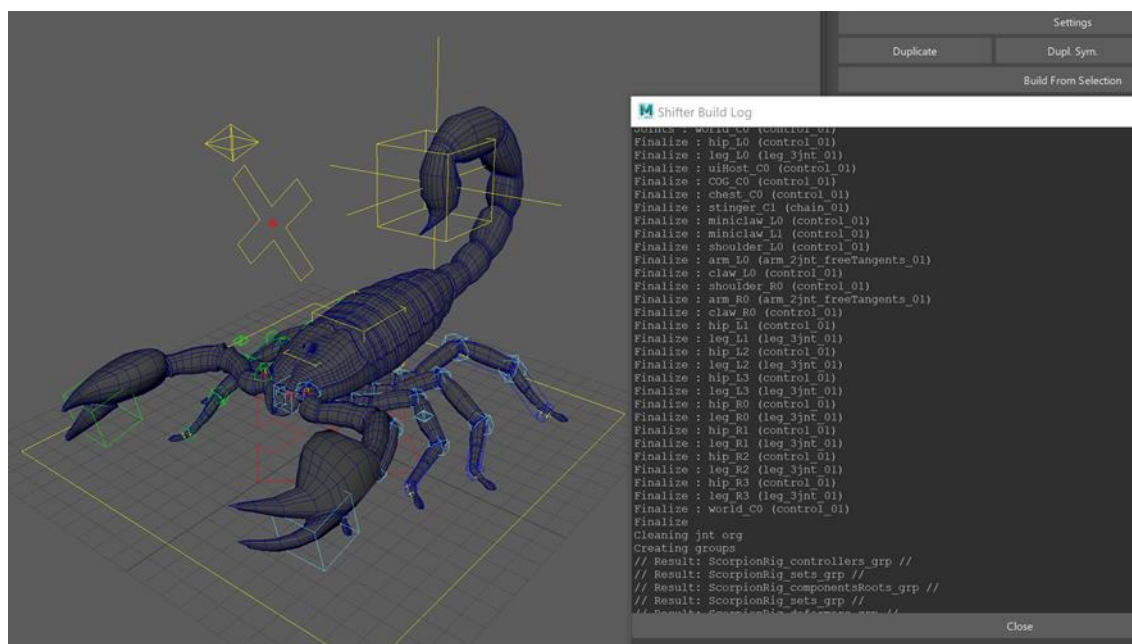 Settings
Duplicate
Dupl. Sym.
Build From Selection
M Shifter Build Log
Joints : world_C0 (control_01)
Finalize : hip_L0 (control_01)
Finalize : leg_L0 (leg_3jnt_01)
Finalize : uiHost_C0 (control_01)
Finalize : COG_C0 (control_01)
Finalize : chest_C0 (control_01)
Finalize : stinger_C1 (chain_01)
Finalize : miniclaw_L0 (control_01)
Finalize : miniclaw_L1 (control_01)
Finalize : shoulder_L0 (control_01)
Finalize : arm_L0 (arm_2jnt_freeTangents_01)
Finalize : claw_L0 (control_01)
Finalize : shoulder_R0 (control_01)
Finalize : arm_R0 (arm_2jnt_freeTangents_01)
Finalize : claw_R0 (control_01)
Finalize : hip_L1 (control_01)
Finalize : leg_L1 (leg_3jnt_01)
Finalize : hip_L2 (control_01)
Finalize : leg_L2 (leg_3jnt_01)
Finalize : hip_L3 (control_01)
Finalize : leg_L3 (leg_3jnt_01)
Finalize : hip_R0 (control_01)
Finalize : leg_R0 (leg_3jnt_01)
Finalize : hip_R1 (control_01)
Finalize : leg_R1 (leg_3jnt_01)
Finalize : hip_R2 (control_01)
Finalize : leg_R2 (leg_3jnt_01)
Finalize : hip_R3 (control_01)
Finalize : leg_R3 (leg_3jnt_01)
Finalize : world_C0 (control_01)
Finalize
Cleaning jnt org
Creating groups
// Result: ScorpionRig_controllers_grp //
// Result: ScorpionRig_sets_grp //
// Result: ScorpionRig_componentsRoots_grp //
// Result: ScorpionRig_sets_grp //
// Result: ScorpionRig_deformers_grp //
Close